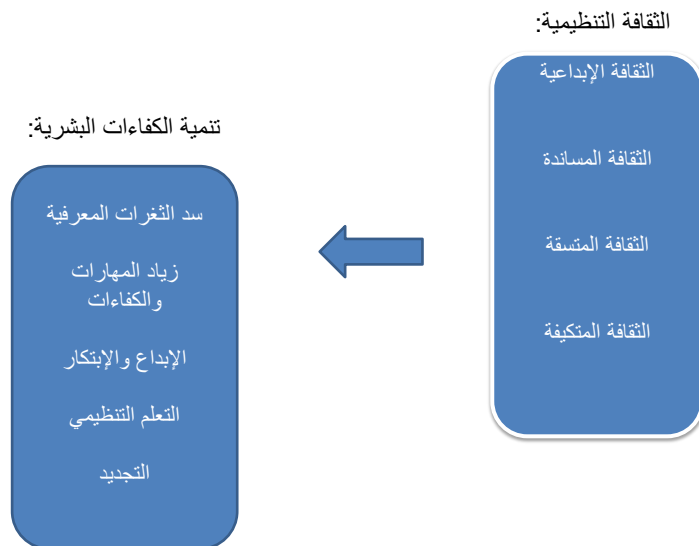 الثقافة التنظيمية:
الثقافة الإبداعية
الثقافة المساندة
الثقافة المتسقة
الثقافة المتكيفة
تنمية الكفاءات البشرية:
سد الثغرات المعرفية
زياد المهارات
والكفاءات
الإبداع والإبتكار
التعلم التنظيمي
التجديد